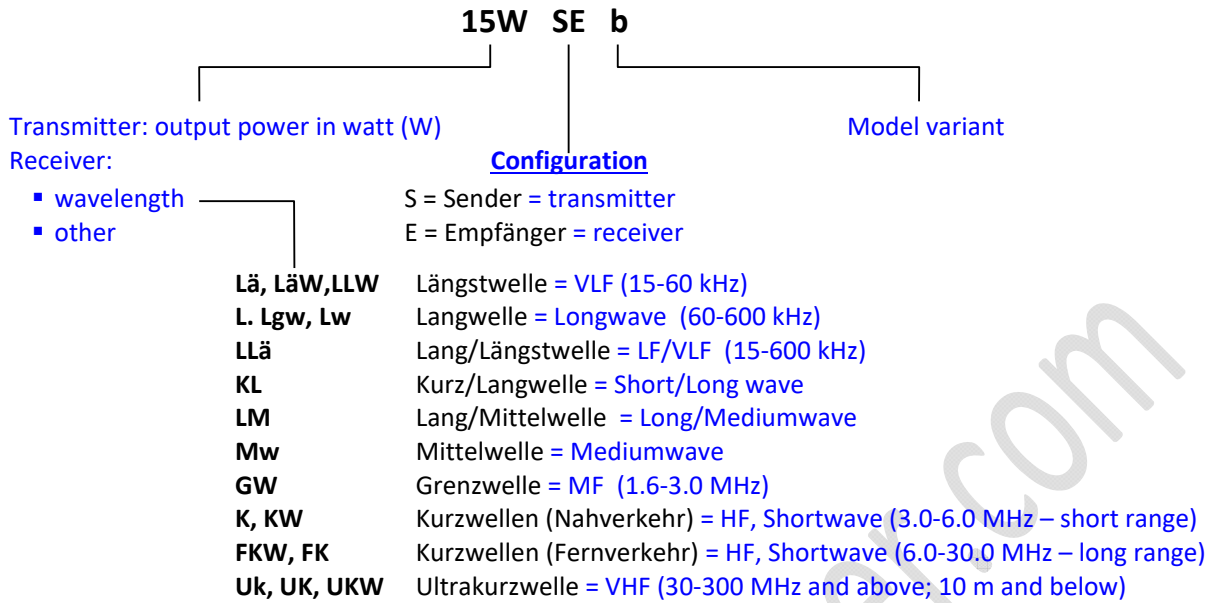 15W SE b
Transmitter: output power in watt (W) Model variant
Receiver: Configuration
▪ wavelength S = Sender = transmitter
▪ other E = Empfänger = receiver
Lä, LäW,LLW Längstwelle = VLF (15-60 kHz)
L. Lgw, Lw Langwelle = Longwave (60-600 kHz)
LLä Lang/Längstwelle = LF/VLF (15-600 kHz)
KL Kurz/Langwelle = Short/Long wave
LM Lang/Mittelwelle = Long/Mediumwave
Mw Mittelwelle = Mediumwave
GW Grenzwelle = MF (1.6-3.0 MHz)
K, KW Kurzwellen (Nahverkehr) = HF, Shortwave (3.0-6.0 MHz – short range)
FKW, FK Kurzwellen (Fernverkehr) = HF, Shortwave (6.0-30.0 MHz – long range)
Uk, UK, UKW Ultrakurzwelle = VHF (30-300 MHz and above; 10 m and below)
er.com